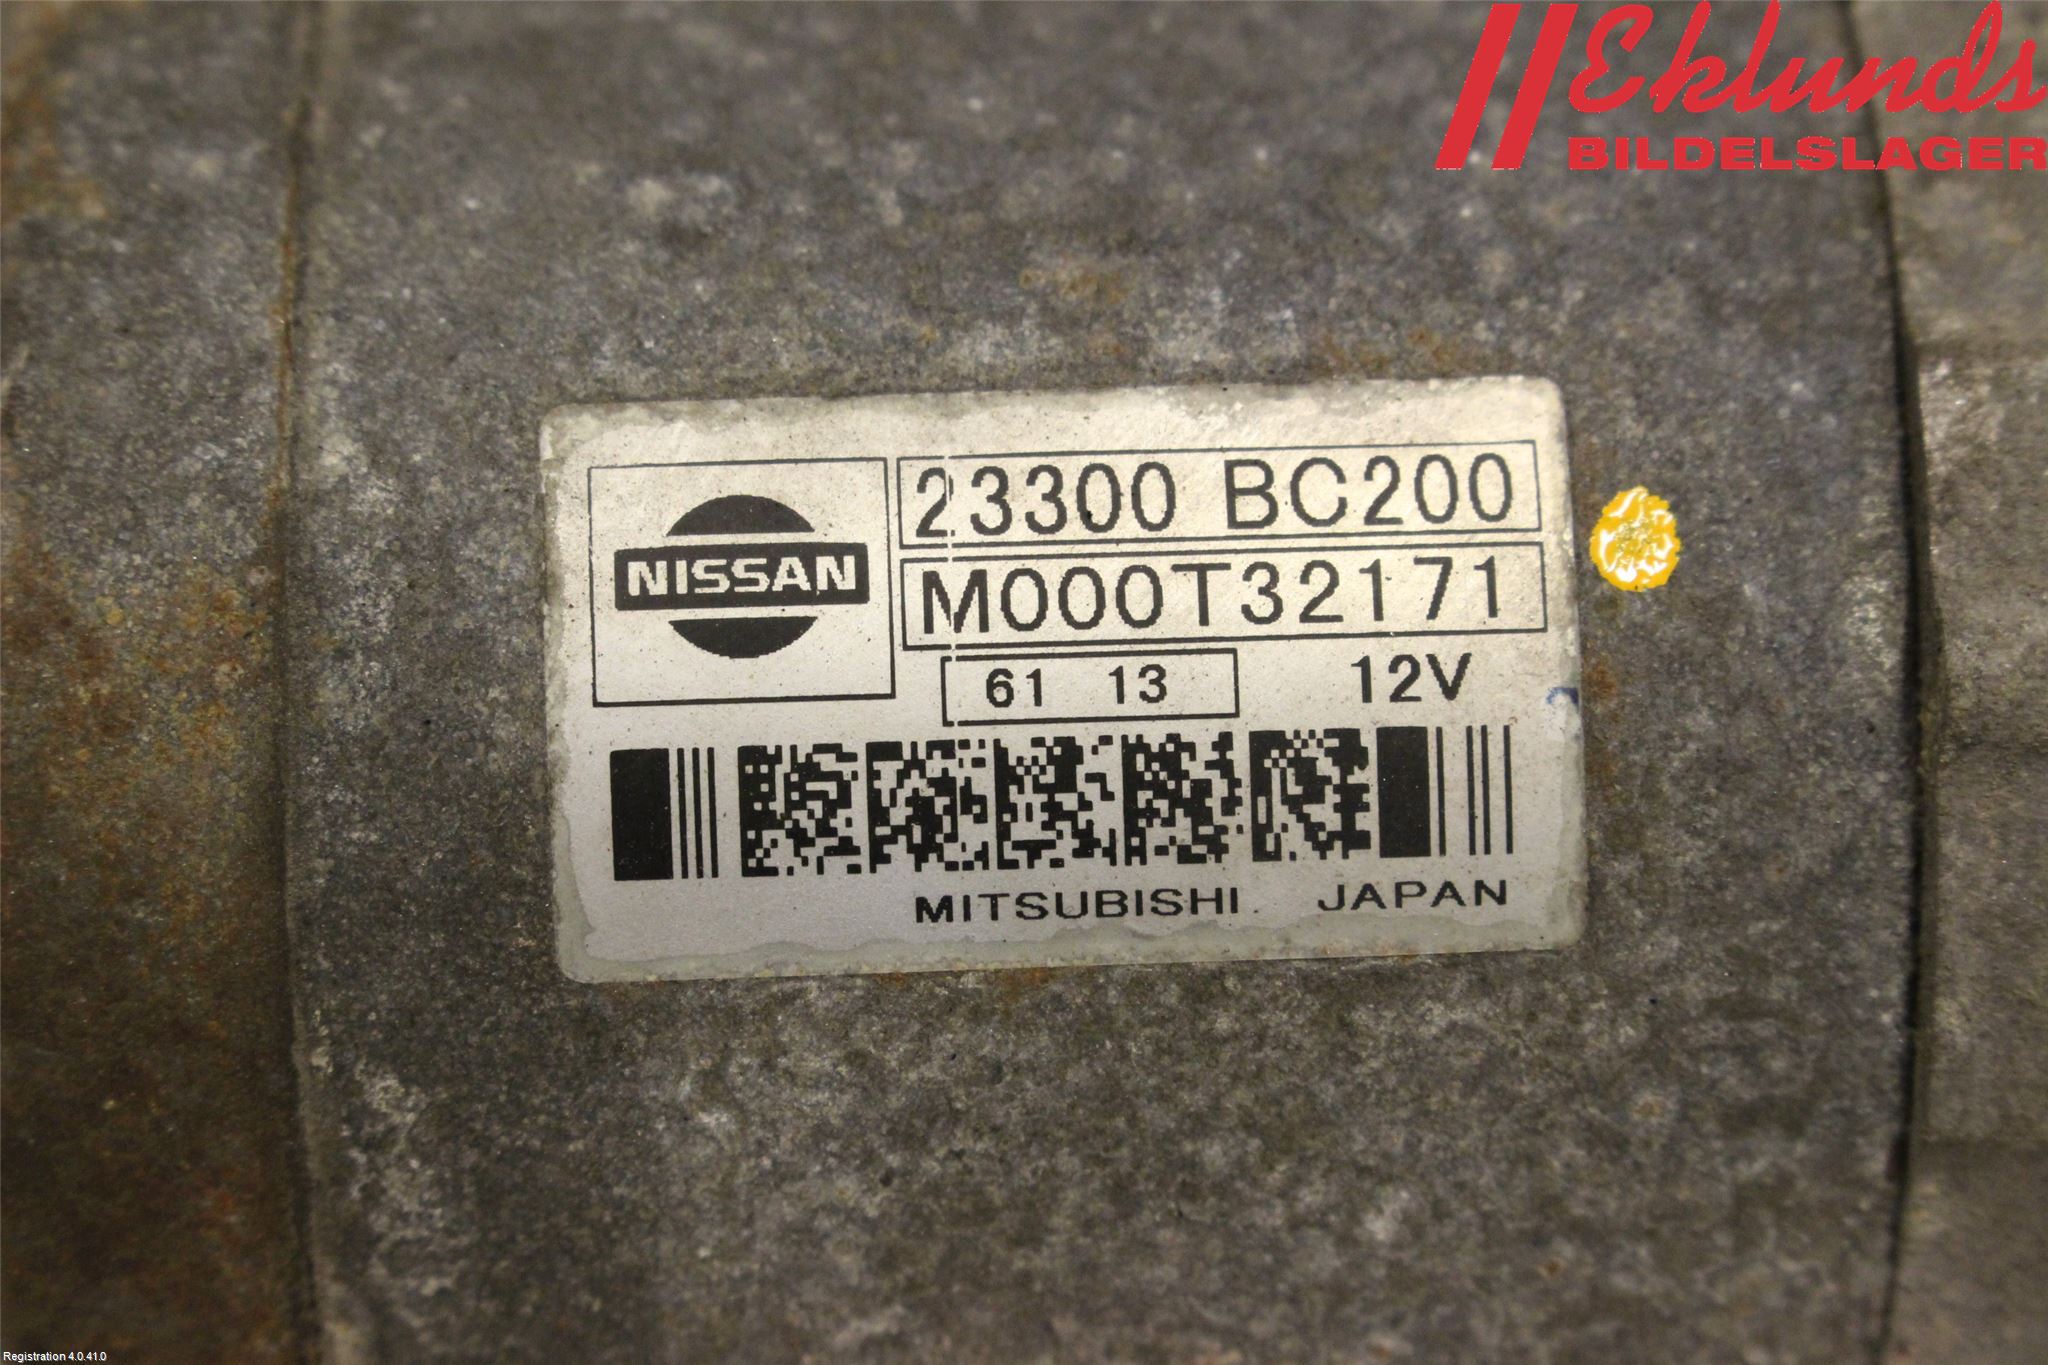 Eklunds
BILDELSLAGER
NISSAN
23300 BC200
M000T32171
61 13 12V
MITSUBISHI JAPAN
Registration 4.0.41.0